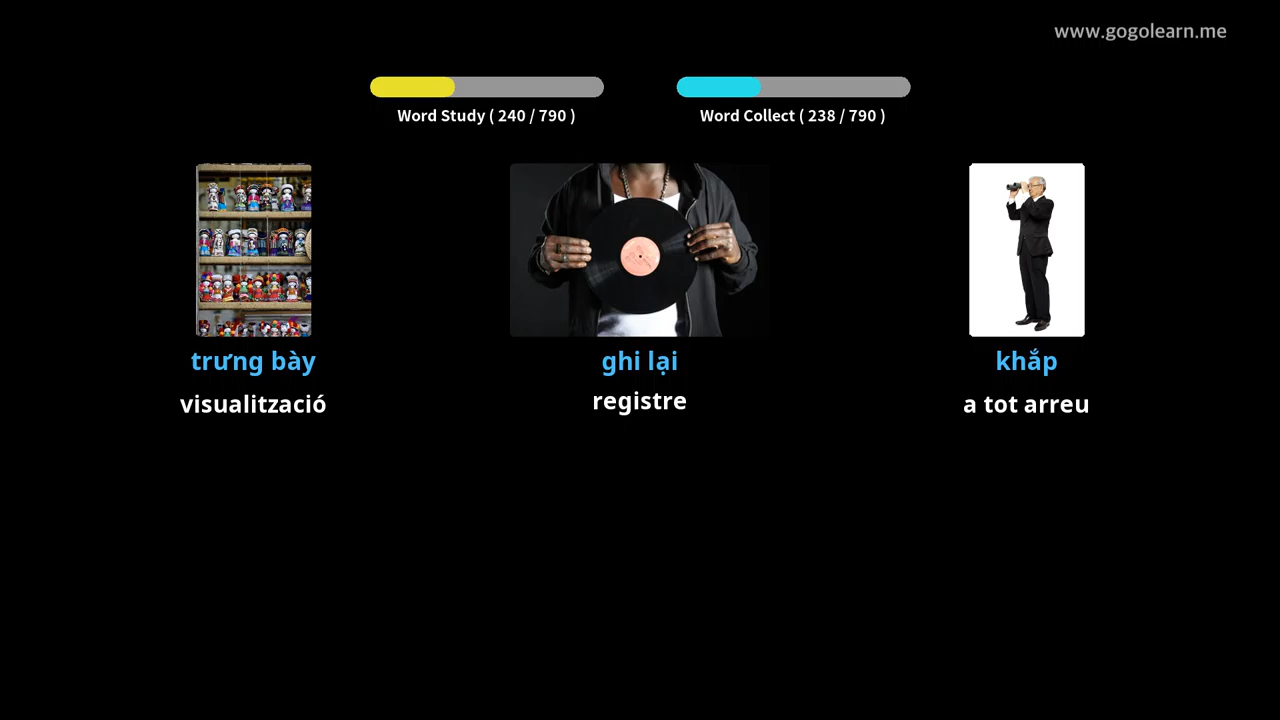 www.gogolearn.me
Word Study ( 240 / 790 )
Word Collect ( 238 / 790 )
trưng bày
visualització
ghi lại
registre
khắp
a tot arreu